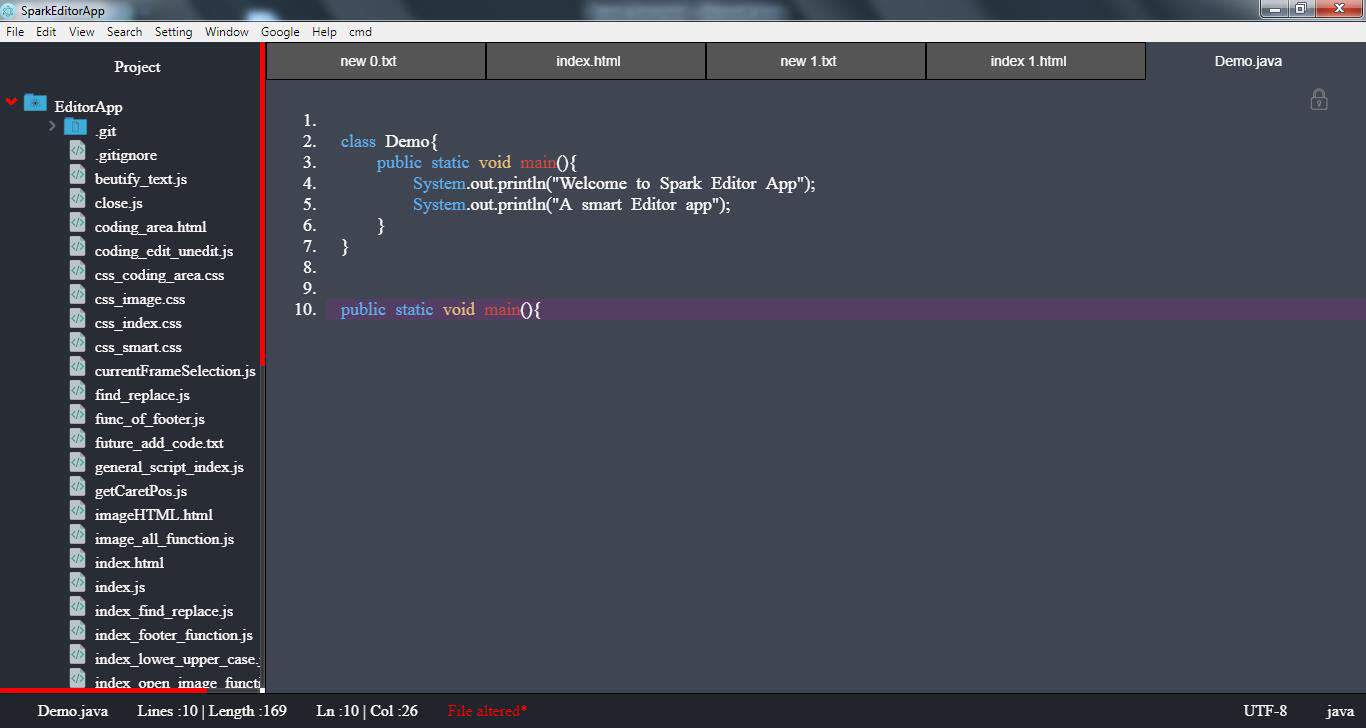 SparkEditorApp
File Edit View Search Setting Window Google Help cmd
Project
EditorApp
.git
.gitignore
beutify_text.js
close.js
coding_area.html
coding_edit_unedit.js
css_coding_area.css
css_image.css
css_index.css
css_smart.css
currentFrameSelection.js
find_replace.js
func_of_footer.js
future_add_code.txt
general_script_index.js
getCaretPos.js
imageHTML.html
image_all_function.js
index.html
index.js
index_find_replace.js
index_footer_function.js
index_lower_upper_case.
index_open_image_functi
new 0.txt index.html new 1.txt index 1.html Demo.java
1.
2. class Demo{
3. public static void main(){
4. System.out.println("Welcome to Spark Editor App");
5. System.out.println("A smart Editor app");
6. }
7. }
8.
9.
10. public static void main(){
Demo.java Lines :10 | Length :169 Ln :10 | Col :26 File altered* UTF-8 java